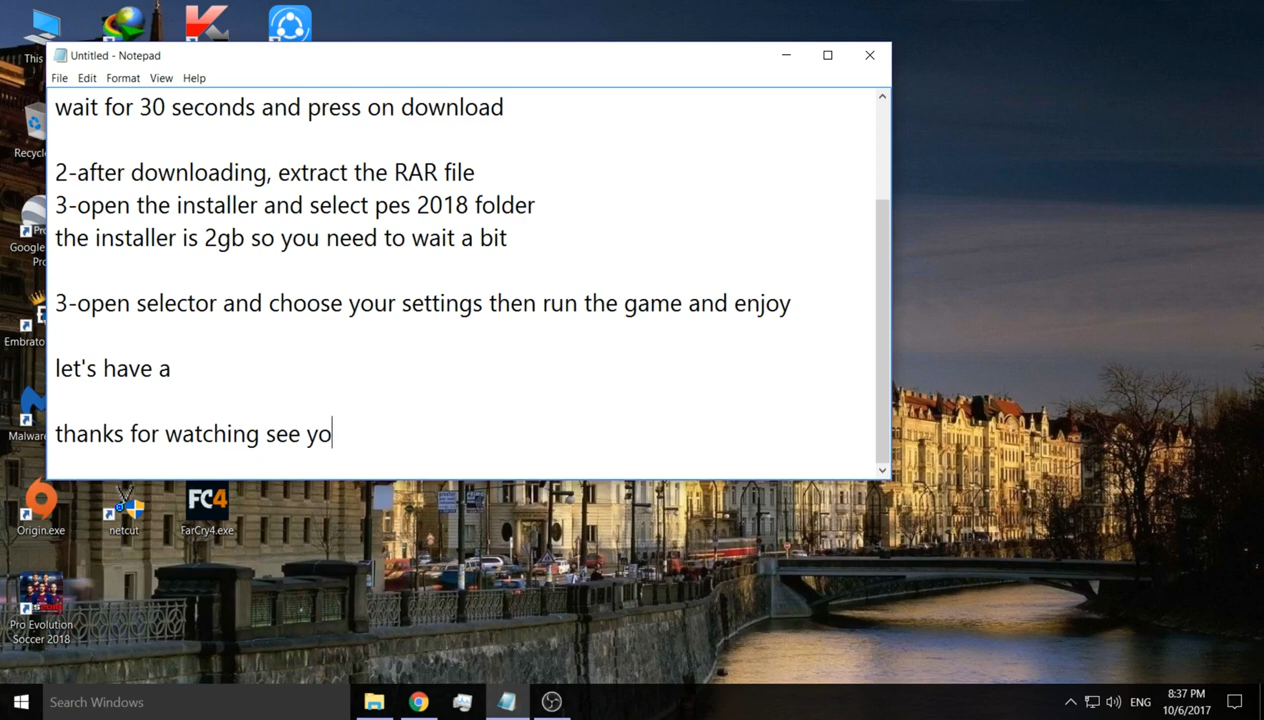 This
Untitled - Notepad
File Edit Format View Help
wait for 30 seconds and press on download
2-after downloading, extract the RAR file
3-open the installer and select pes 2018 folder
the installer is 2gb so you need to wait a bit
3-open selector and choose your settings then run the game and enjoy
let's have a
thanks for watching see yo
Recycl
Google
Pro
Embrato
Malware
Origin.exe
netcut
FC4
FarCry4.exe
Pro Evolution
Soccer 2018
Search Windows
ENG
8:37 PM
10/6/2017